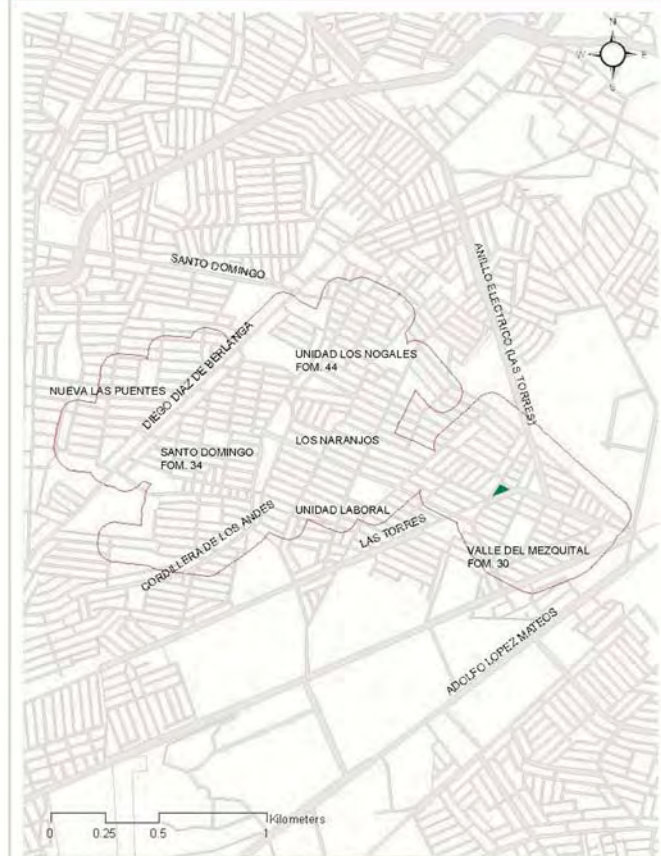 N
W E
S
SANTO DOMINGO
ANILLO ELECTRICO (LAS TORRES)
DIEGO DIAZ DE BERLANGA
UNIDAD LOS NOGALES
FOM. 44
NUEVA LAS PUENTES
LOS NARANJOS
SANTO DOMINGO
FOM. 34
UNIDAD LABORAL
CORDILLERA DE LOS ANDES
LAS TORRES
VALLE DEL MEZQUITAL
FOM. 30
ADOLFO LOPEZ MATEOS
Kilometers
0 0.25 0.5 1